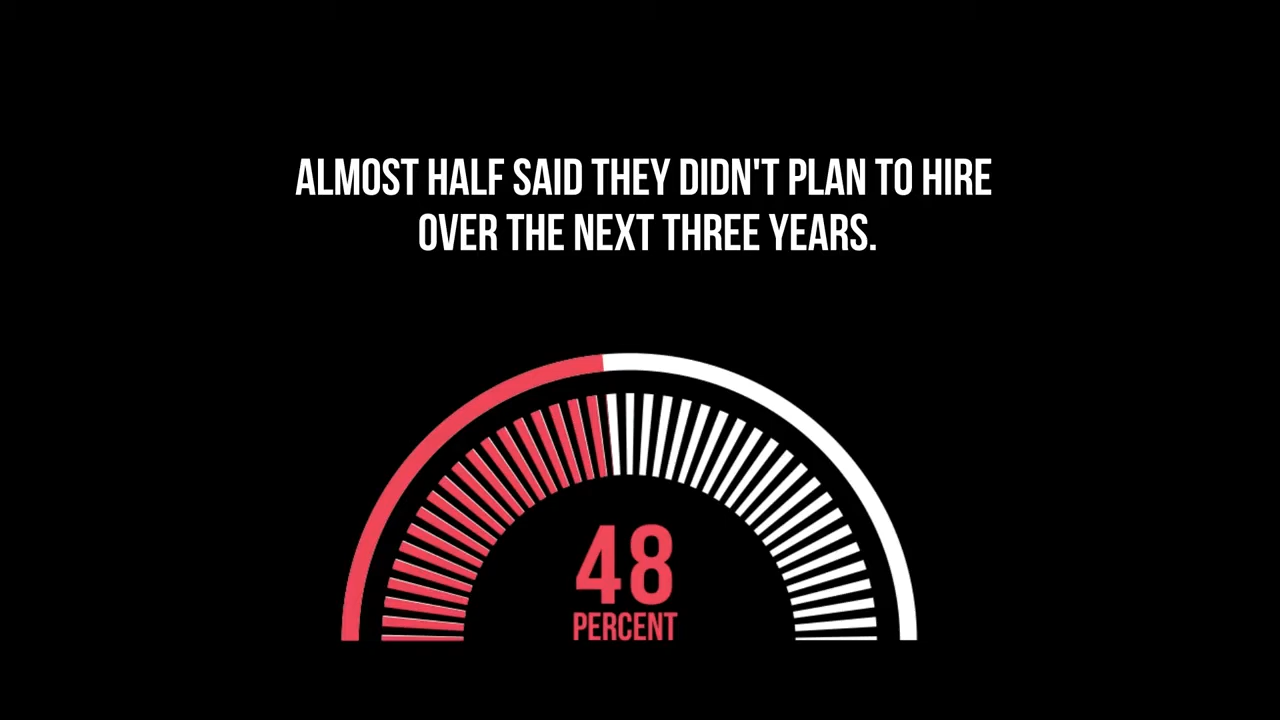 ALMOST HALF SAID THEY DIDN'T PLAN TO HIRE
OVER THE NEXT THREE YEARS.
48
PERCENT